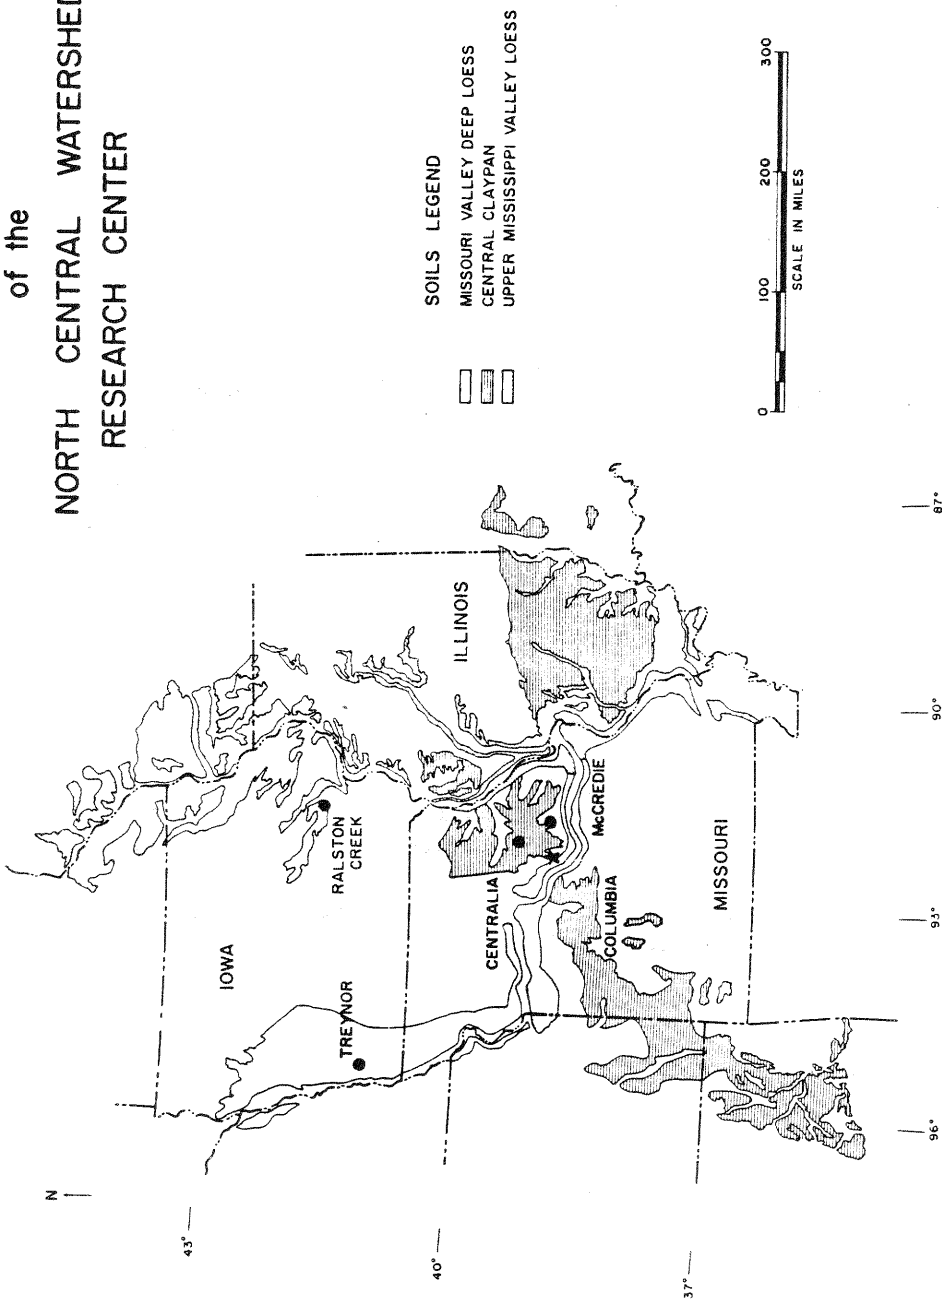 of the
NORTH CENTRAL WATERSHED
RESEARCH CENTER
N
SOILS LEGEND
MISSOURI VALLEY DEEP LOESS
CENTRAL CLAYPAN
UPPER MISSISSIPPI VALLEY LOESS
0 100 200 300
SCALE IN MILES
IOWA
TREYNOR
RALSTON
CREEK
ILLINOIS
CENTRALIA
McCREDIE
COLUMBIA
MISSOURI
43°
40°
37°
96°
93°
90°
87°